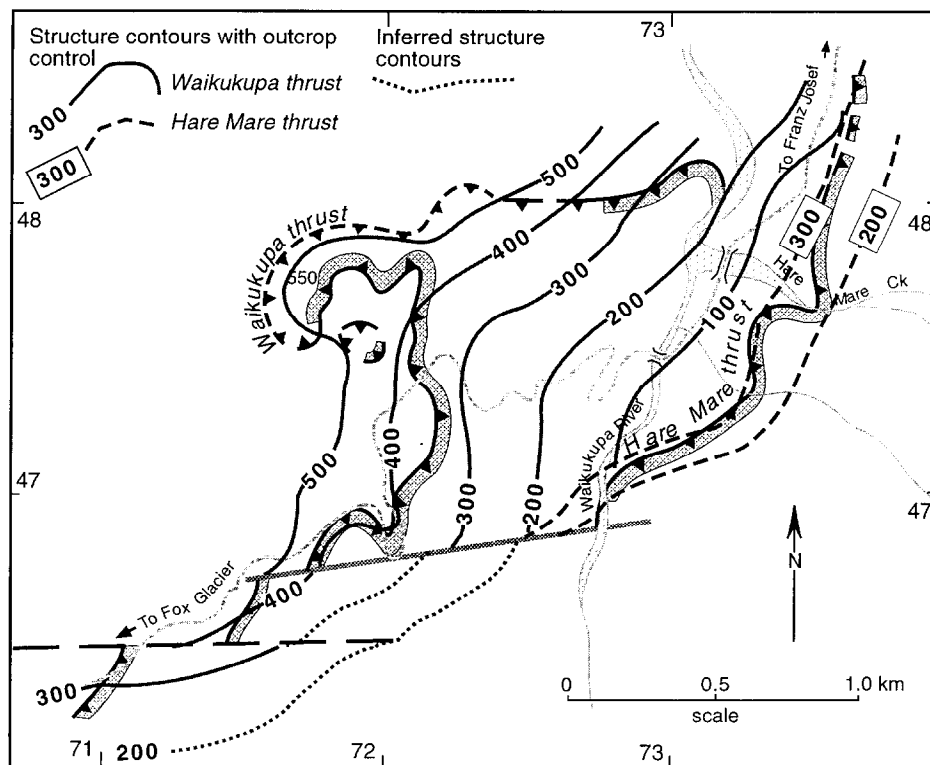 Structure contours with outcrop
control
Waikukupa thrust
300
Hare Mare thrust
300
Inferred structure
contours
73
To Franz Josef
48
48
500
400
300
200
100
300
200
Waikukupa thrust
550
Hare
Mare Ck
Hare Mare thrust
Waikukupa River
500
400
300
200
47
47
N
To Fox Glacier
400
300
200
0 0.5 1.0 km
scale
71
72
73